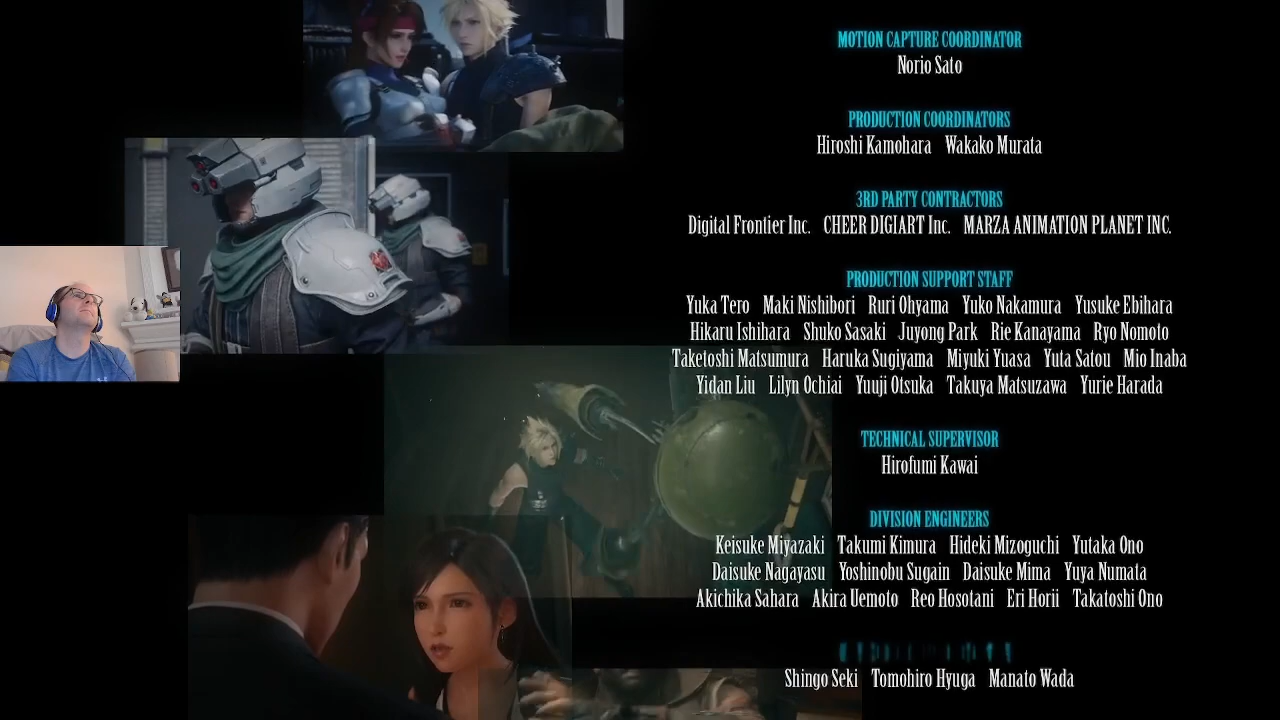 MOTION CAPTURE COORDINATOR
Norio Sato
PRODUCTION COORDINATORS
Hiroshi Kamohara Wakako Murata
3RD PARTY CONTRACTORS
Digital Frontier Inc. CHEER DIGIART Inc. MARZA ANIMATION PLANET INC.
PRODUCTION SUPPORT STAFF
Yuka Tero Maki Nishibori Ruri Ohyama Yuko Nakamura Yusuke Ebihara
Hikaru Ishihara Shuko Sasaki Juyong Park Rie Kanayama Ryo Nomoto
Taketoshi Matsumura Haruka Sugiyama Miyuki Yuasa Yuta Satou Mio Inaba
Yidan Liu Lilyn Ochiai Yuuji Otsuka Takuya Matsuzawa Yurie Harada
TECHNICAL SUPERVISOR
Hirofumi Kawai
DIVISION ENGINEERS
Keisuke Miyazaki Takumi Kimura Hideki Mizoguchi Yutaka Ono
Daisuke Nagayasu Yoshinobu Sugain Daisuke Mima Yuya Numata
Akichika Sahara Akira Uemoto Reo Hosotani Eri Horii Takatoshi Ono
Shingo Seki Tomohiro Hyuga Manato Wada